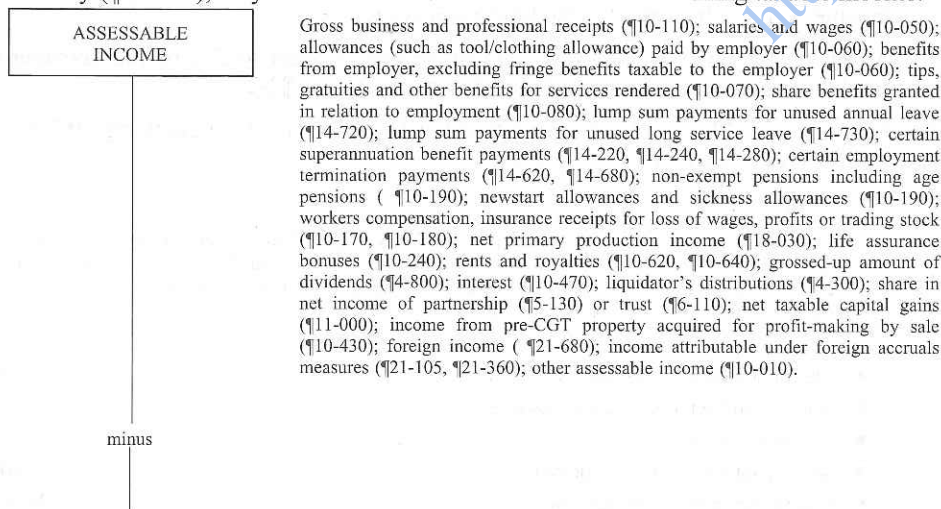 ASSESSABLE
INCOME
Gross business and professional receipts (¶10-110); salaries and wages (¶10-050);
allowances (such as tool/clothing allowance) paid by employer (¶10-060); benefits
from employer, excluding fringe benefits taxable to the employer (¶10-060); tips,
gratuities and other benefits for services rendered (¶10-070); share benefits granted
in relation to employment (¶10-080); lump sum payments for unused annual leave
(¶14-720); lump sum payments for unused long service leave (¶14-730); certain
superannuation benefit payments (¶14-220, ¶14-240, ¶14-280); certain employment
termination payments (¶14-620, ¶14-680); non-exempt pensions including age
pensions ( ¶10-190); newstart allowances and sickness allowances (¶10-190);
workers compensation, insurance receipts for loss of wages, profits or trading stock
(¶10-170, ¶10-180); net primary production income (¶18-030); life assurance
bonuses (¶10-240); rents and royalties (¶10-620, ¶10-640); grossed-up amount of
dividends (¶4-800); interest (¶10-470); liquidator's distributions (¶4-300); share in
net income of partnership (¶5-130) or trust (¶6-110); net taxable capital gains
(¶11-000); income from pre-CGT property acquired for profit-making by sale
(¶10-430); foreign income ( ¶21-680); income attributable under foreign accruals
measures (¶21-105, ¶21-360); other assessable income (¶10-010).
minus